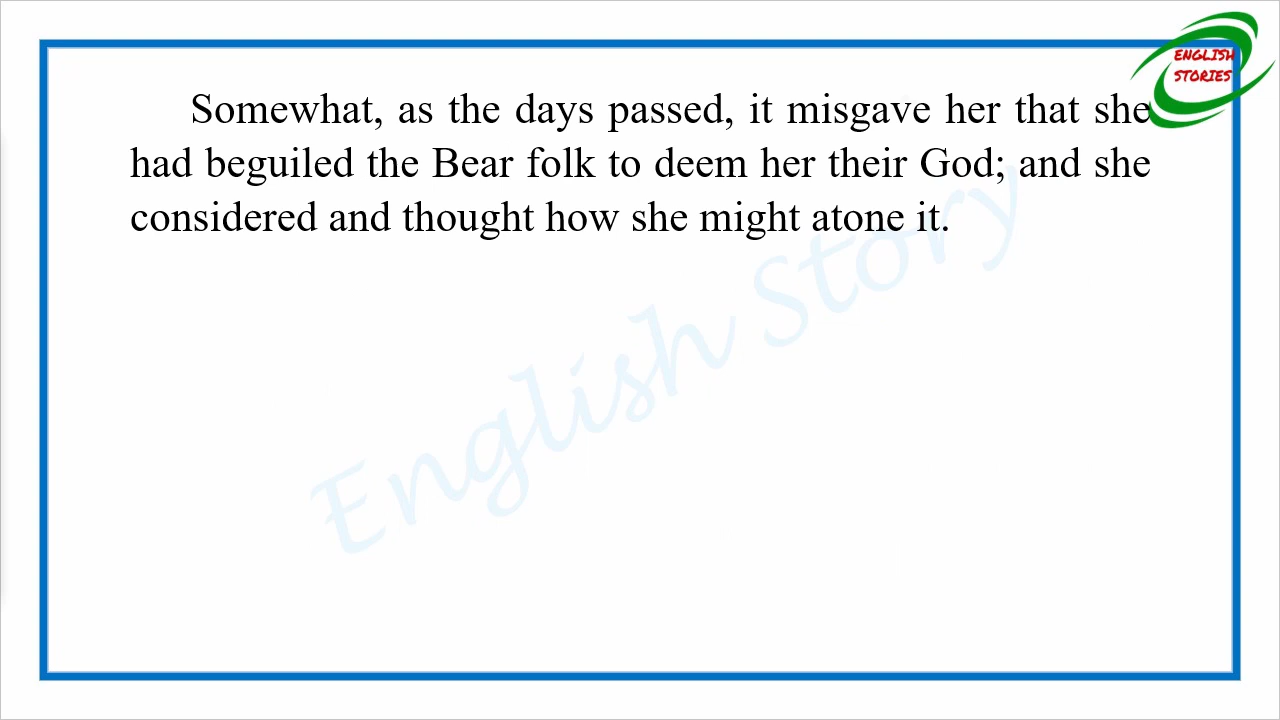 ENGLISH
STORIES
Somewhat, as the days passed, it misgave her that she
had beguiled the Bear folk to deem her their God; and she
considered and thought how she might atone it.
English Story